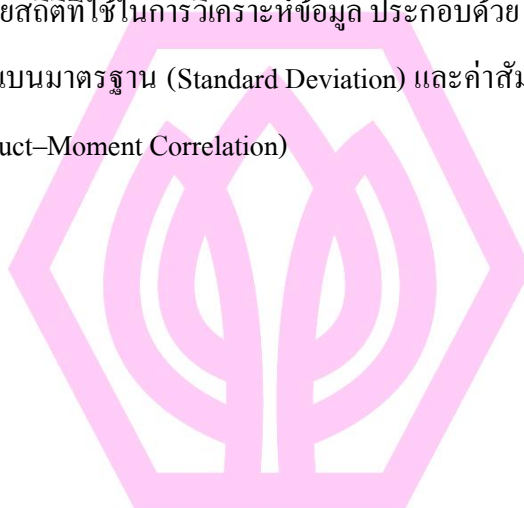 ยสถิติที่ใช้ในการวิเคราะห์ข้อมูล ประกอบด้วย
นบนมาตรฐาน (Standard Deviation) และค่าสัม
uct–Moment Correlation)